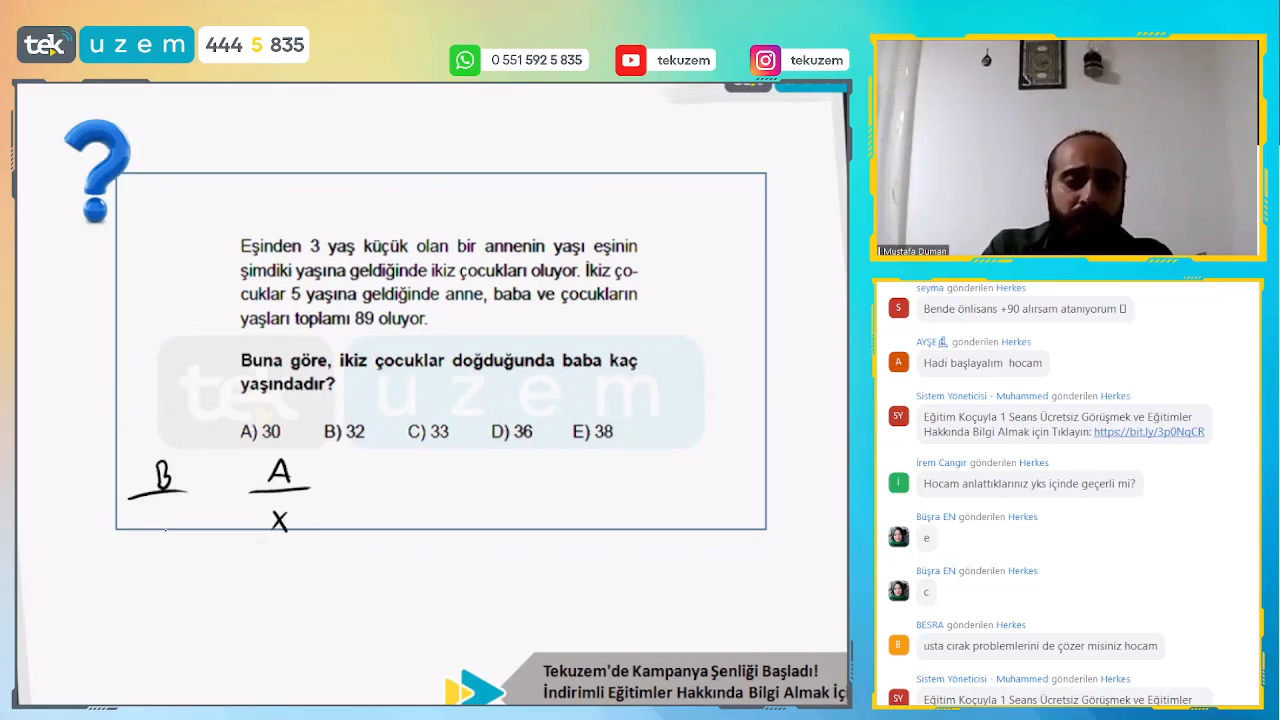 tek uzem 444 5 835
0 551 592 5 835
tekuzem
tekuzem
Eşinden 3 yaş küçük olan bir annenin yaşı eşinin
şimdiki yaşına geldiğinde ikiz çocukları oluyor. İkiz ço-
cuklar 5 yaşına geldiğinde anne, baba ve çocukların
yaşları toplamı 89 oluyor.
Buna göre, ikiz çocuklar doğduğunda baba kaç
yaşındadır?
A) 30 B) 32 C) 33 D) 36 E) 38
tek uzem
B A
x
Tekuzem'de Kampanya Şenliği Başladı!
İndirimli Eğitimler Hakkında Bilgi Almak İç
Mustafa Duman
seyma gönderilen Herkes
S
Bende önlisans +90 alırsam atanıyorum
AYŞE gönderilen Herkes
A
Hadi başlayalım hocam
Sistem Yöneticisi - Muhammed gönderilen Herkes
SY
Eğitim Koçuyla 1 Seans Ücretsiz Görüşmek ve Eğitimler
Hakkında Bilgi Almak için Tıklayın: https://bit.ly/3p0NqCR
İrem Cangır gönderilen Herkes
İ
Hocam anlattıklarınız yks içinde geçerli mi?
Büşra EN gönderilen Herkes
e
Büşra EN gönderilen Herkes
c
BESRA gönderilen Herkes
B
usta cırak problemlerini de çözer misiniz hocam
Sistem Yöneticisi - Muhammed gönderilen Herkes
SY
Eğitim Koçuyla 1 Seans Ücretsiz Görüşmek ve Eğitimler